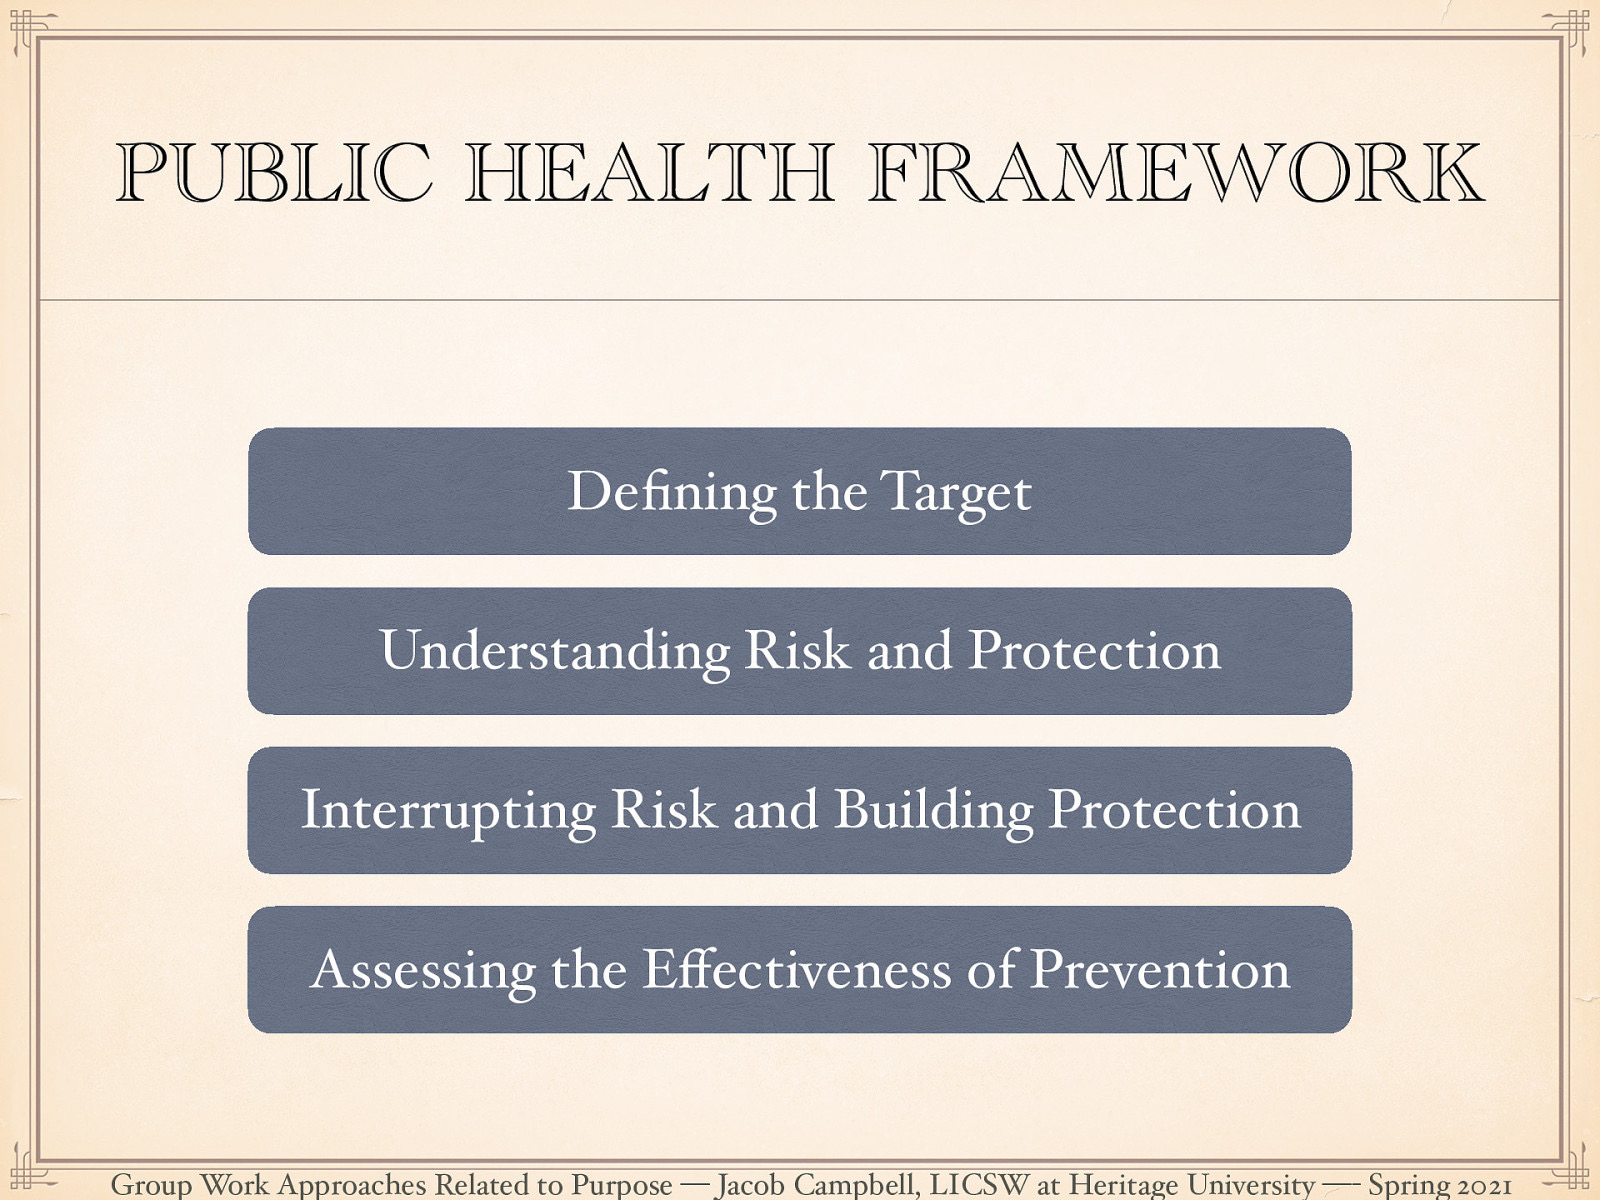 PUBLIC HEALTH FRAMEWORK
Defining the Target
Understanding Risk and Protection
Interrupting Risk and Building Protection
Assessing the Effectiveness of Prevention
Group Work Approaches Related to Purpose — Jacob Campbell, LICSW at Heritage University —- Spring 2021